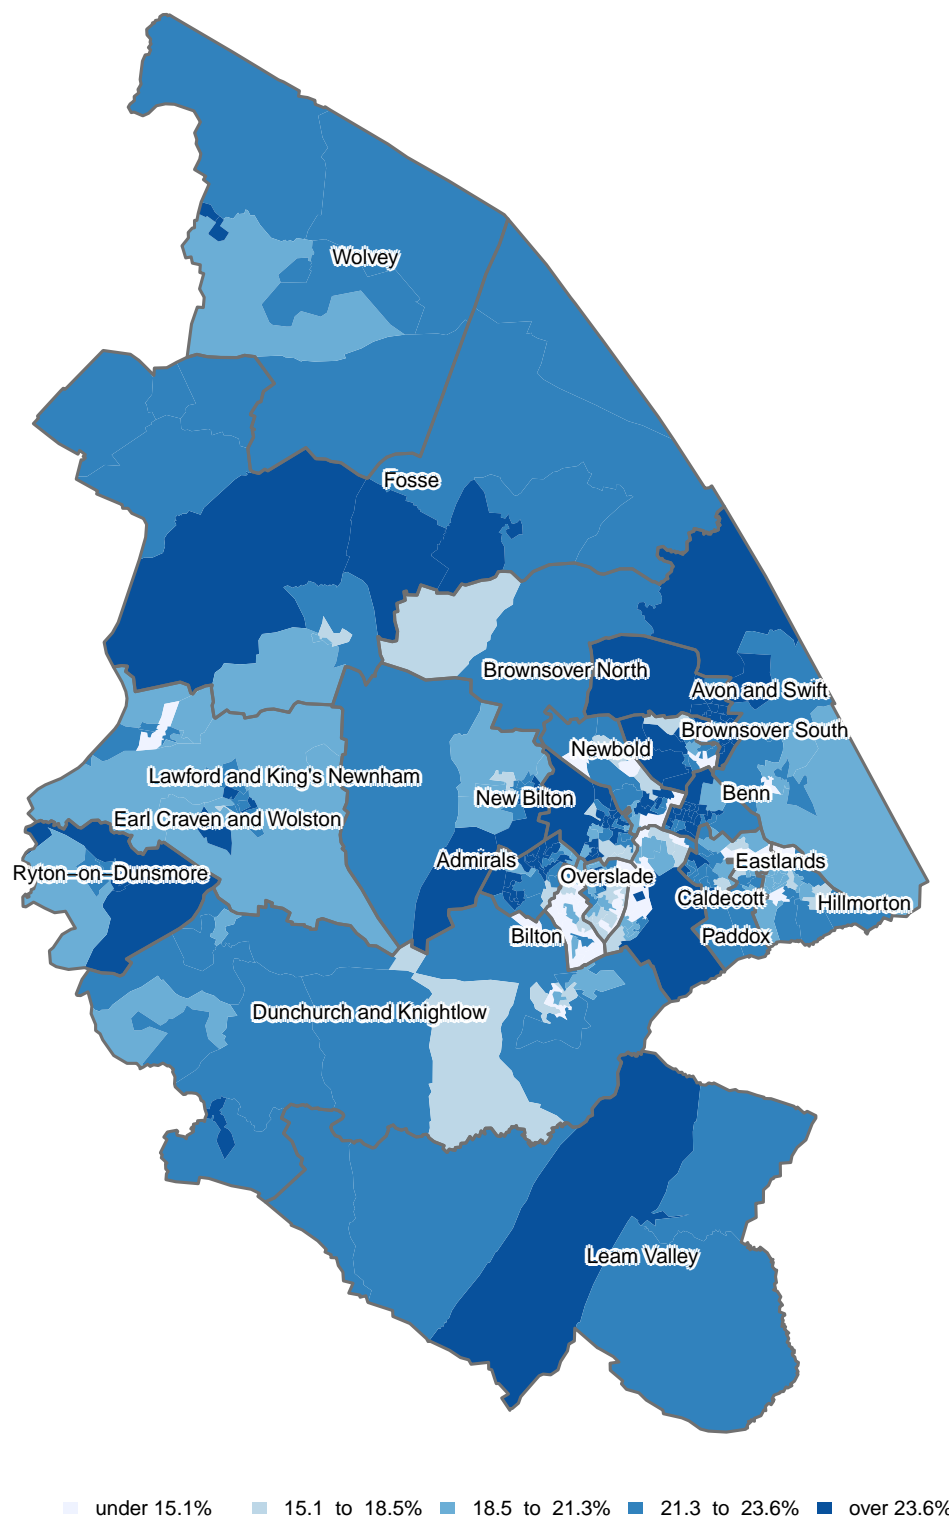 Wolvey
Fosse
Brownsover North
Avon and Swift
Brownsover South
Newbold
Lawford and King's Newnham
Benn
New Bilton
Earl Craven and Wolston
Admirals
Eastlands
Ryton-on-Dunsmore
Overslade
Caldecott
Hillmorton
Bilton
Paddox
Dunchurch and Knightlow
Leam Valley
under 15.1% 15.1 to 18.5% 18.5 to 21.3% 21.3 to 23.6% over 23.6%